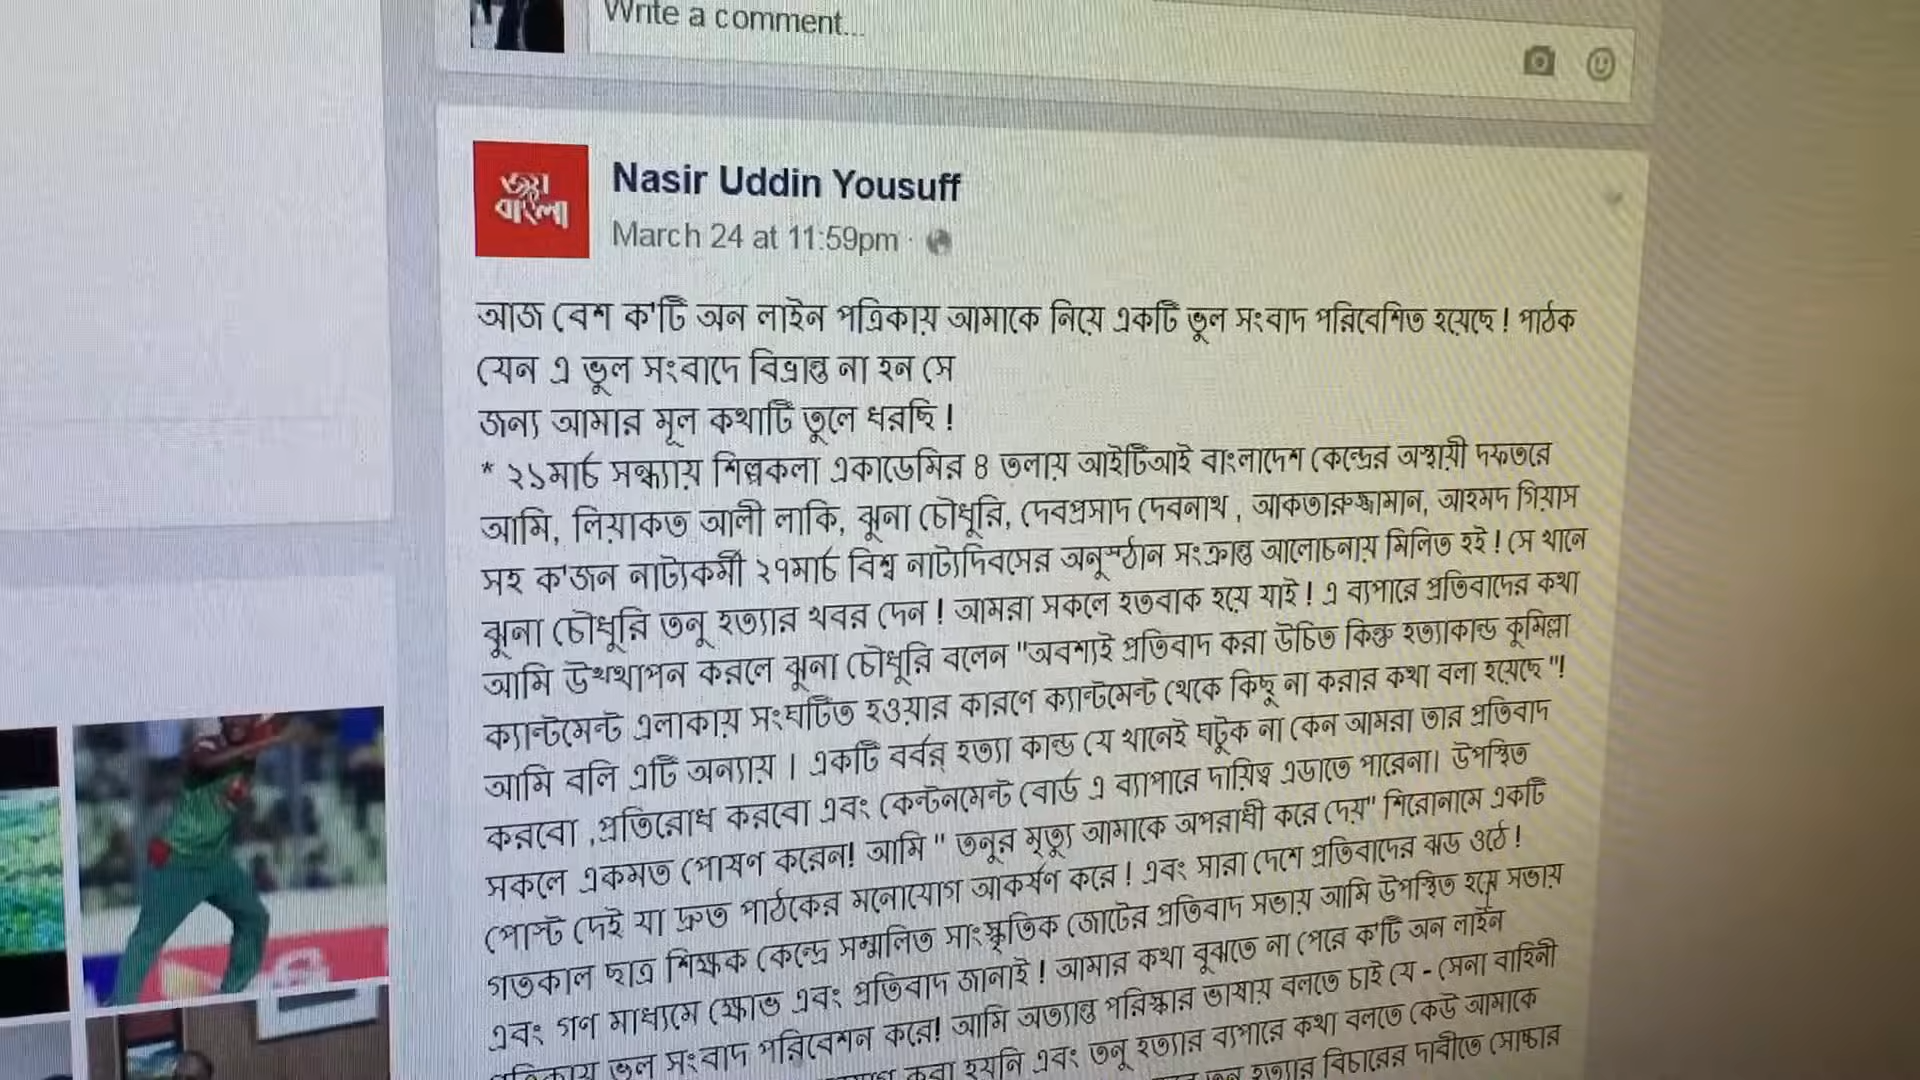 Write a comment...
জয়
বাংলা
Nasir Uddin Yousuff
March 24 at 11:59pm ·
আজ বেশ ক'টি অন লাইন পত্রিকায় আমাকে নিয়ে একটি ভুল সংবাদ পরিবেশিত হয়েছে ! পাঠক
যেন এ ভুল সংবাদে বিভ্রান্ত না হন সে
জন্য আমার মূল কথাটি তুলে ধরছি !
* ২১মার্চ সন্ধ্যায় শিল্পকলা একাডেমির ৪ তলায় আইটিআই বাংলাদেশ কেন্দ্রের অস্থায়ী দফতরে
আমি, লিয়াকত আলী লাকি, ঝুনা চৌধুরি, দেবপ্রসাদ দেবনাথ , আকতারুজ্জামান, আহমদ গিয়াস
সহ ক'জন নাট্যকর্মী ২৭মার্চ বিশ্ব নাট্যদিবসের অনুস্ঠান সংক্রান্ত আলোচনায় মিলিত হই ! সে খানে
ঝুনা চৌধুরি তনু হত্যার খবর দেন ! আমরা সকলে হতবাক হয়ে যাই ! এ ব্যপারে প্রতিবাদের কথা
আমি উথথাপন করলে ঝুনা চৌধুরি বলেন "অবশ্যই প্রতিবাদ করা উচিত কিন্তু হত্যাকান্ড কুমিল্লা
ক্যান্টমেন্ট এলাকায় সংঘটিত হওয়ার কারণে ক্যান্টমেন্ট থেকে কিছু না করার কথা বলা হয়েছে "!
আমি বলি এটি অন্যায় । একটি বর্বর হত্যা কান্ড যে খানেই ঘটুক না কেন আমরা তার প্রতিবাদ
করবো ,প্রতিরোধ করবো এবং কেন্টনমেন্ট বোর্ড এ ব্যাপারে দায়িত্ব এডাতে পারেনা। উপস্থিত
সকলে একমত পোষণ করেন! আমি " তনুর মৃত্যু আমাকে অপরাধী করে দেয়" শিরোনামে একটি
পোস্ট দেই যা দ্রুত পাঠকের মনোযোগ আকর্ষণ করে ! এবং সারা দেশে প্রতিবাদের ঝড ওঠে !
গতকাল ছাত্র শিক্ষক কেন্দ্রে সম্মলিত সাংস্কৃতিক জোটের প্রতিবাদ সভায় আমি উপস্থিত হয়ে সভায়
এবং গণ মাধ্যমে ক্ষোভ এবং প্রতিবাদ জানাই ! আমার কথা বুঝতে না পেরে ক'টি অন লাইন
পত্রিকায় ভুল সংবাদ পরিবেশন করে! আমি অত্যান্ত পরিস্কার ভাষায় বলতে চাই যে - সেনা বাহিনী
করা হয়নি এবং তনু হত্যার ব্যপারে কথা বলতে কেউ আমাকে
তনু হত্যার বিচারের দাবীতে সোচ্চার